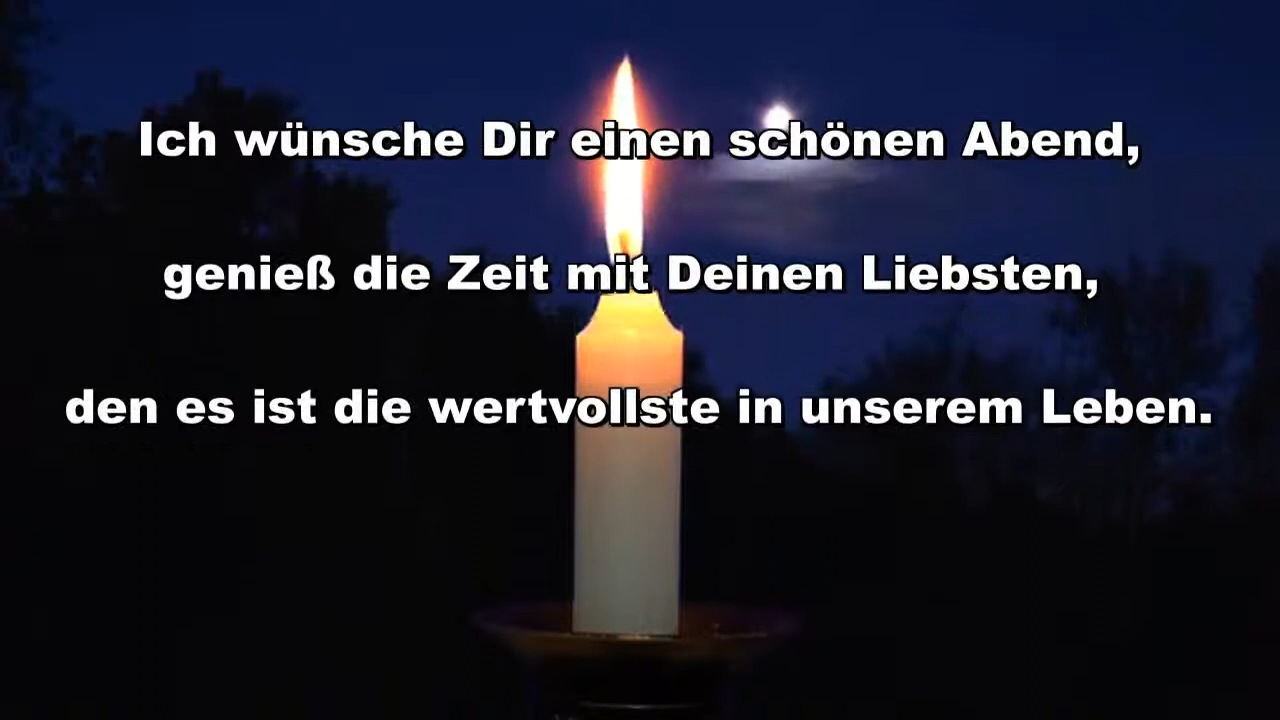 Ich wünsche Dir einen schönen Abend,
genieß die Zeit mit Deinen Liebsten,
den es ist die wertvollste in unserem Leben.